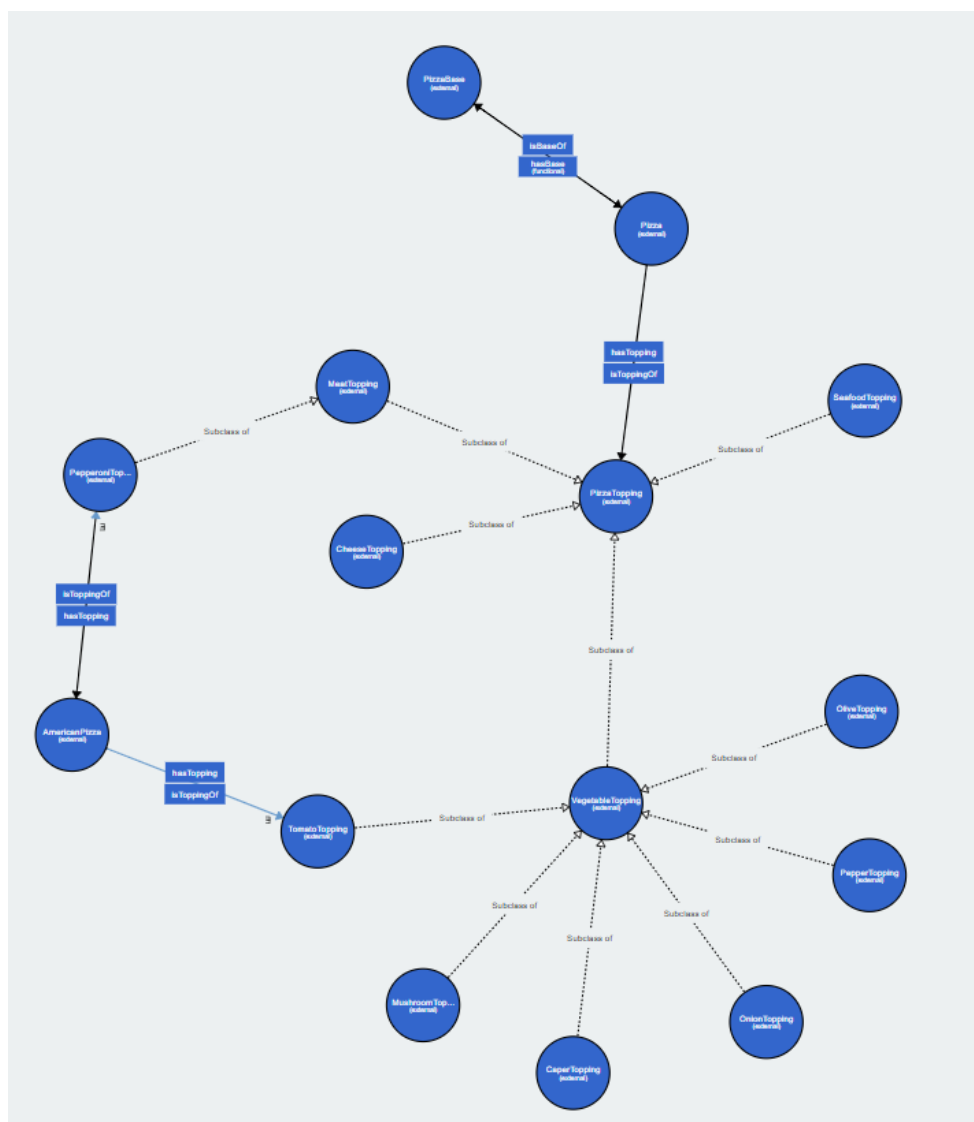 PizzaBase
(external)
isBaseOf
hasBase
(functional)
Pizza
(external)
hasTopping
isToppingOf
MeatTopping
(external)
SeafoodTopping
(external)
Subclass of
Subclass of
Subclass of
PepperoniTop...
(external)
PizzaTopping
(external)
Subclass of
CheeseTopping
(external)
E
isToppingOf
hasTopping
Subclass of
AmericanPizza
(external)
OliveTopping
(external)
hasTopping
isToppingOf
Subclass of
VegetableTopping
(external)
E
TomatoTopping
(external)
Subclass of
Subclass of
PepperTopping
(external)
Subclass of
Subclass of
Subclass of
MushroomTop...
(external)
OnionTopping
(external)
CaperTopping
(external)